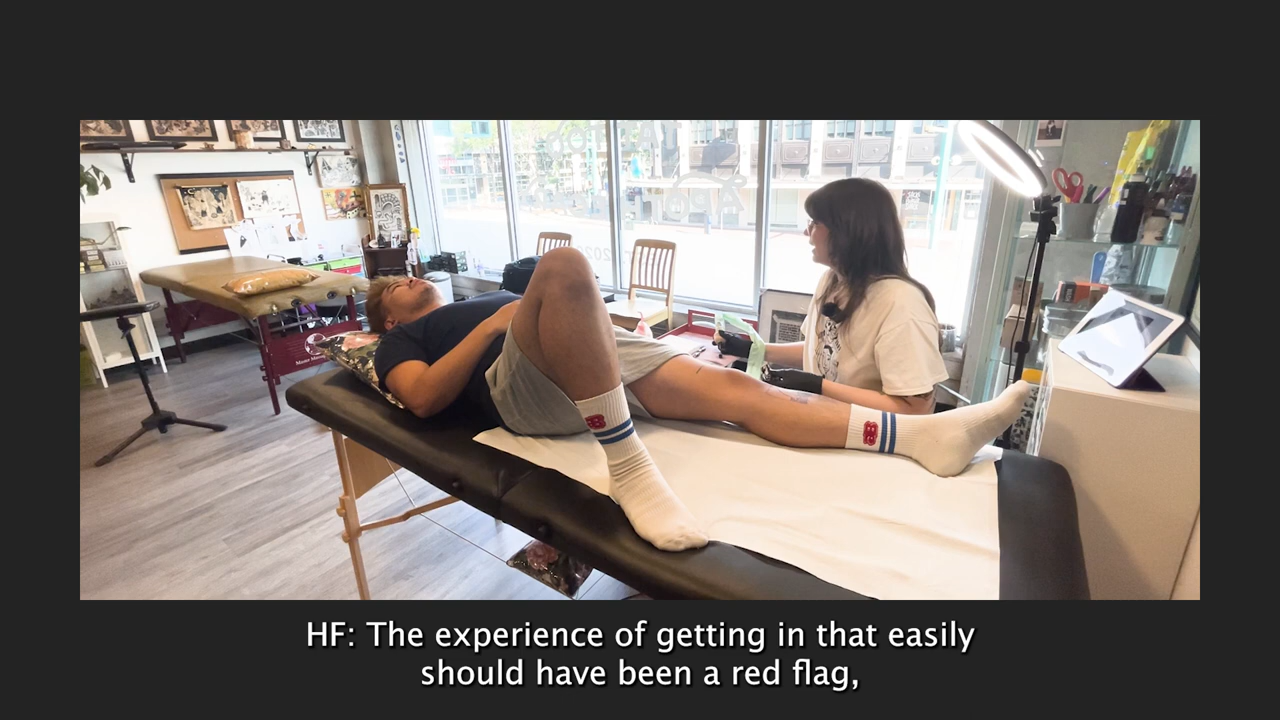 HF: The experience of getting in that easily
should have been a red flag,